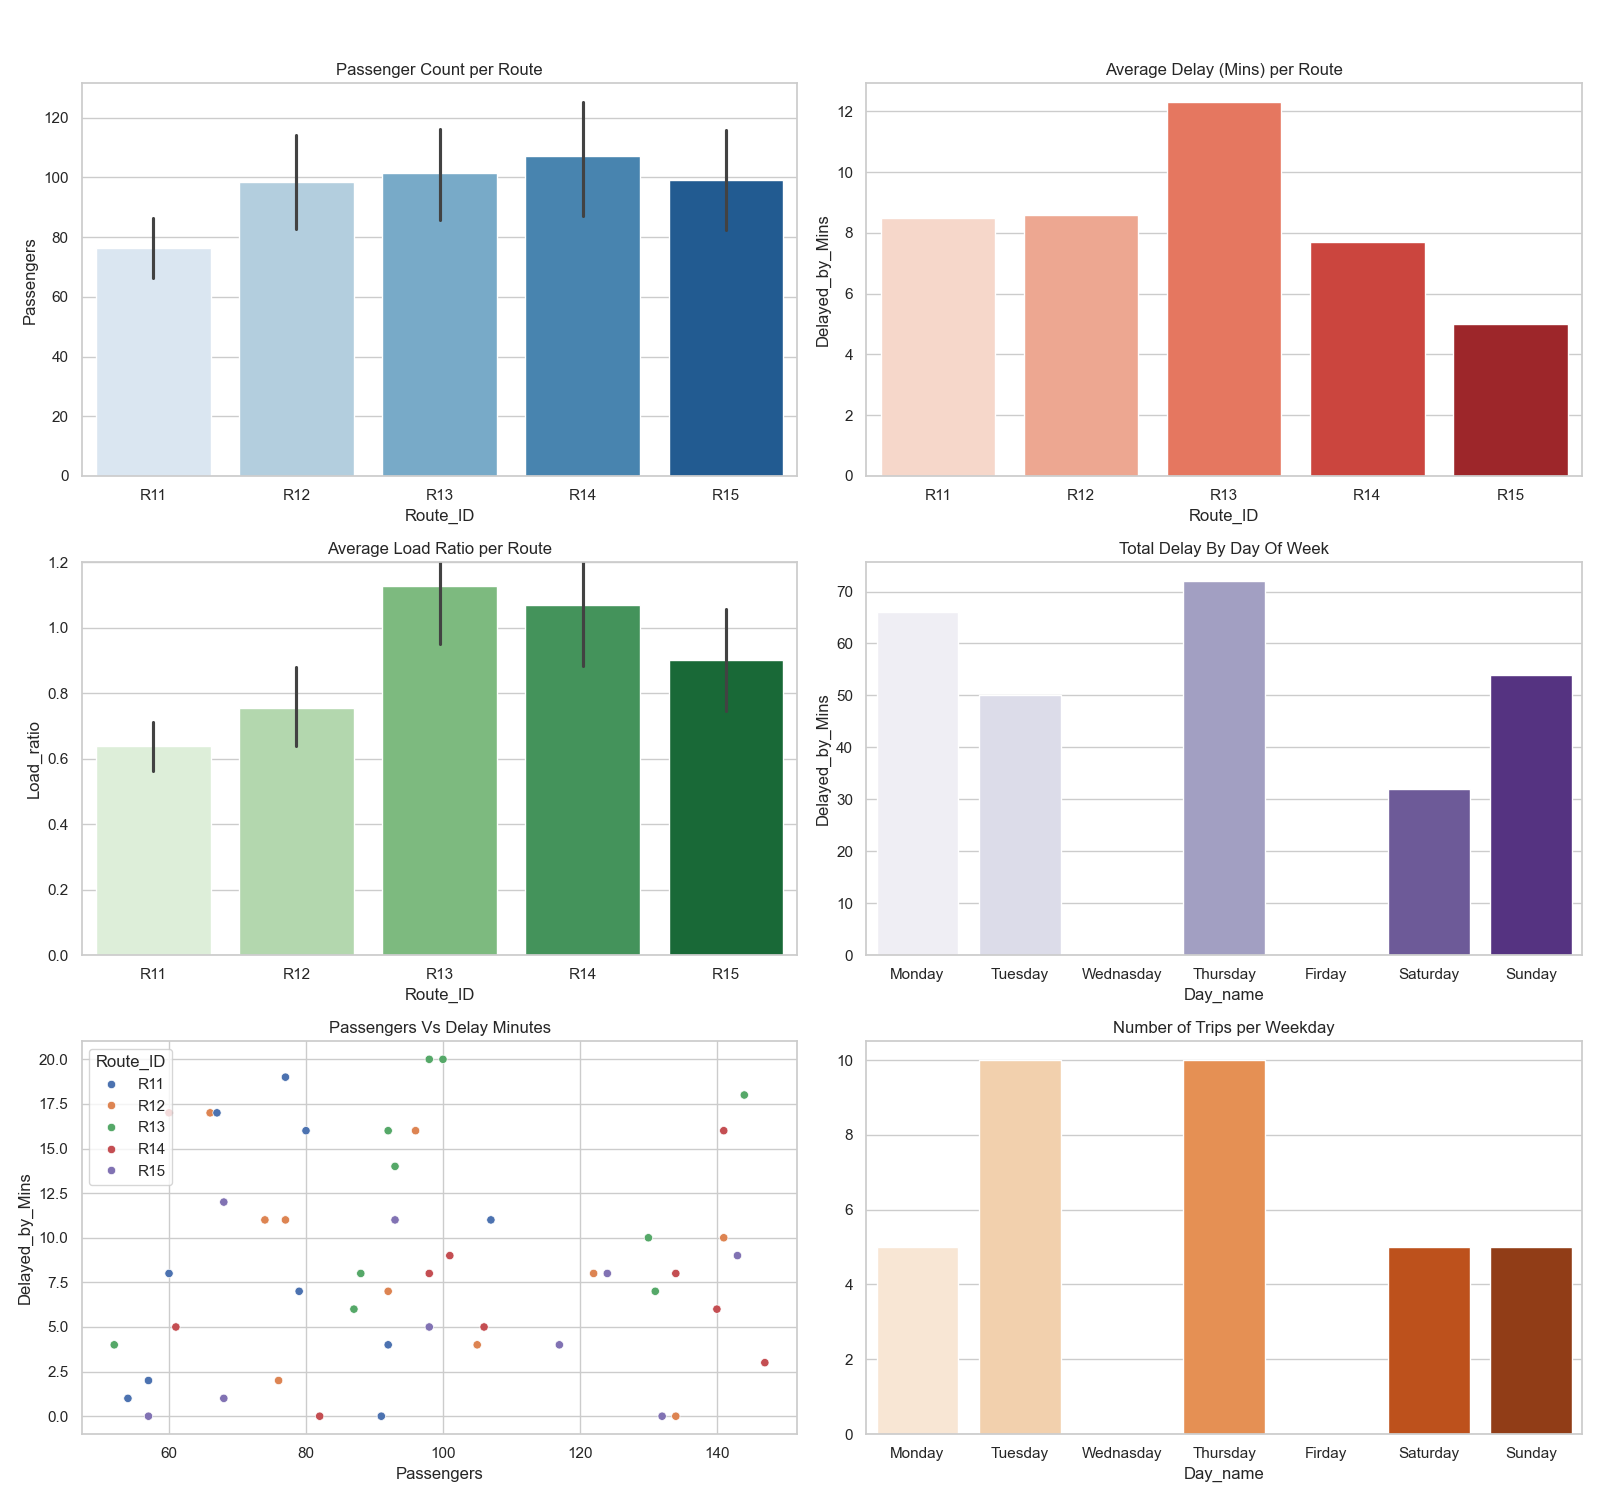 Passenger Count per Route
120
100
80
60
40
20
0
Passengers
R11 R12 R13 R14 R15
Route_ID
Average Delay (Mins) per Route
12
10
8
6
4
2
0
Delayed_by_Mins
R11 R12 R13 R14 R15
Route_ID
Average Load Ratio per Route
1.2
1.0
0.8
0.6
0.4
0.2
0.0
Load_ratio
R11 R12 R13 R14 R15
Route_ID
Total Delay By Day Of Week
70
60
50
40
30
20
10
0
Delayed_by_Mins
Monday Tuesday Wednasday Thursday Firday Saturday Sunday
Day_name
Passengers Vs Delay Minutes
20.0
17.5
15.0
12.5
10.0
7.5
5.0
2.5
0.0
Delayed_by_Mins
Route_ID
R11
R12
R13
R14
R15
60 80 100 120 140
Passengers
Number of Trips per Weekday
10
8
6
4
2
0
Monday Tuesday Wednasday Thursday Firday Saturday Sunday
Day_name